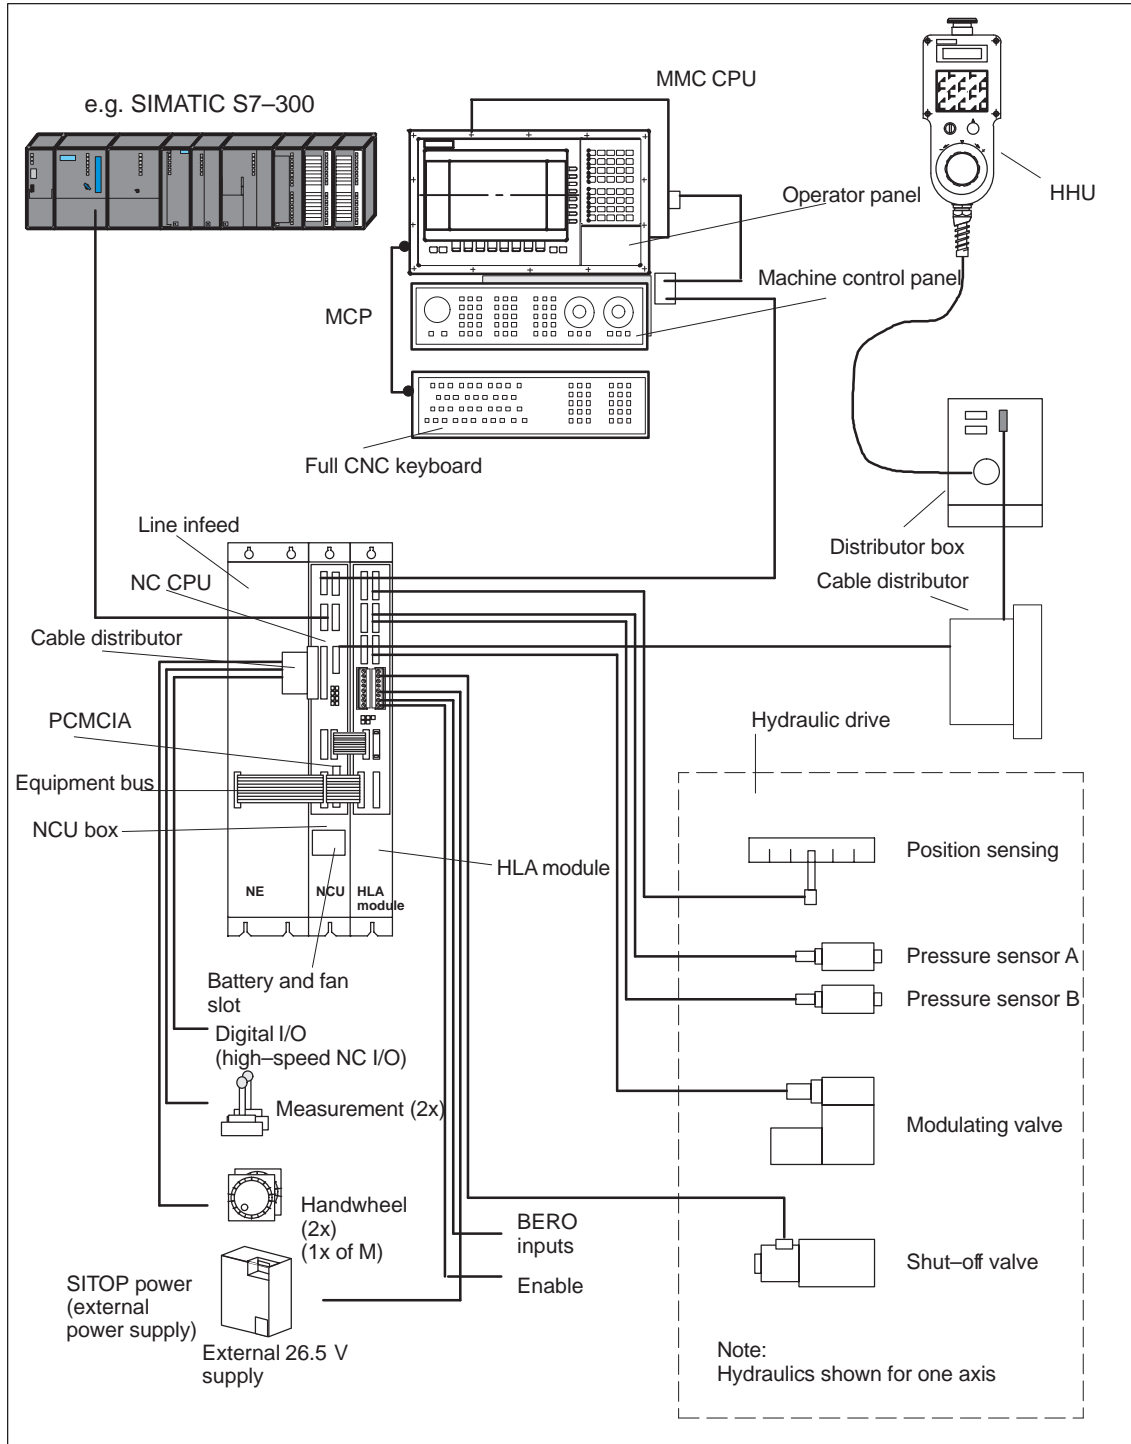 MMC CPU
e.g. SIMATIC S7–300
HHU
Operator panel
Machine control panel
MCP
Full CNC keyboard
Line infeed
Distributor box
NC CPU
Cable distributor
Cable distributor
PCMCIA
Hydraulic drive
Equipment bus
NCU box
HLA module
Position sensing
NE
NCU
HLA
module
Pressure sensor A
Battery and fan
slot
Pressure sensor B
Digital I/O
(high–speed NC I/O)
Measurement (2x)
Modulating valve
Handwheel
(2x)
(1x of M)
BERO
inputs
Shut–off valve
SITOP power
(external
power supply)
Enable
External 26.5 V
supply
Note:
Hydraulics shown for one axis